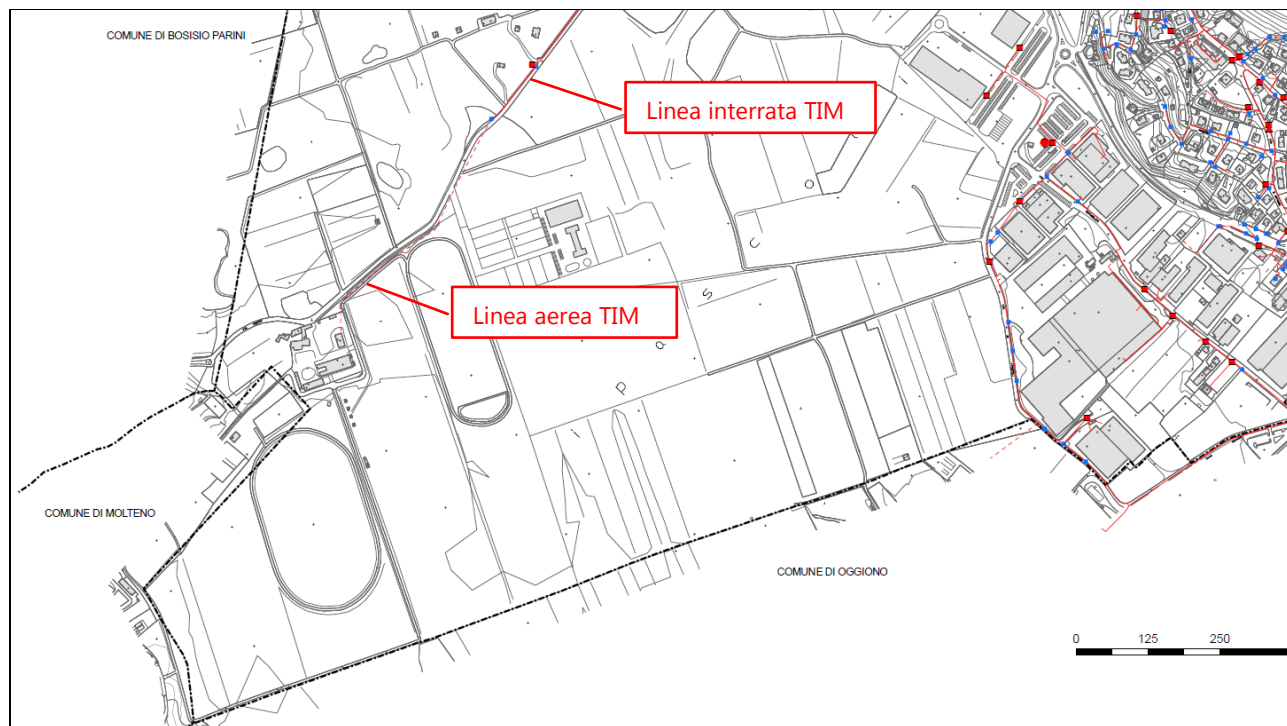 COMUNE DI BOSISIO PARINI
Linea interrata TIM
Linea aerea TIM
COMUNE DI MOLTENO
COMUNE DI OGGIONO
0 125 250